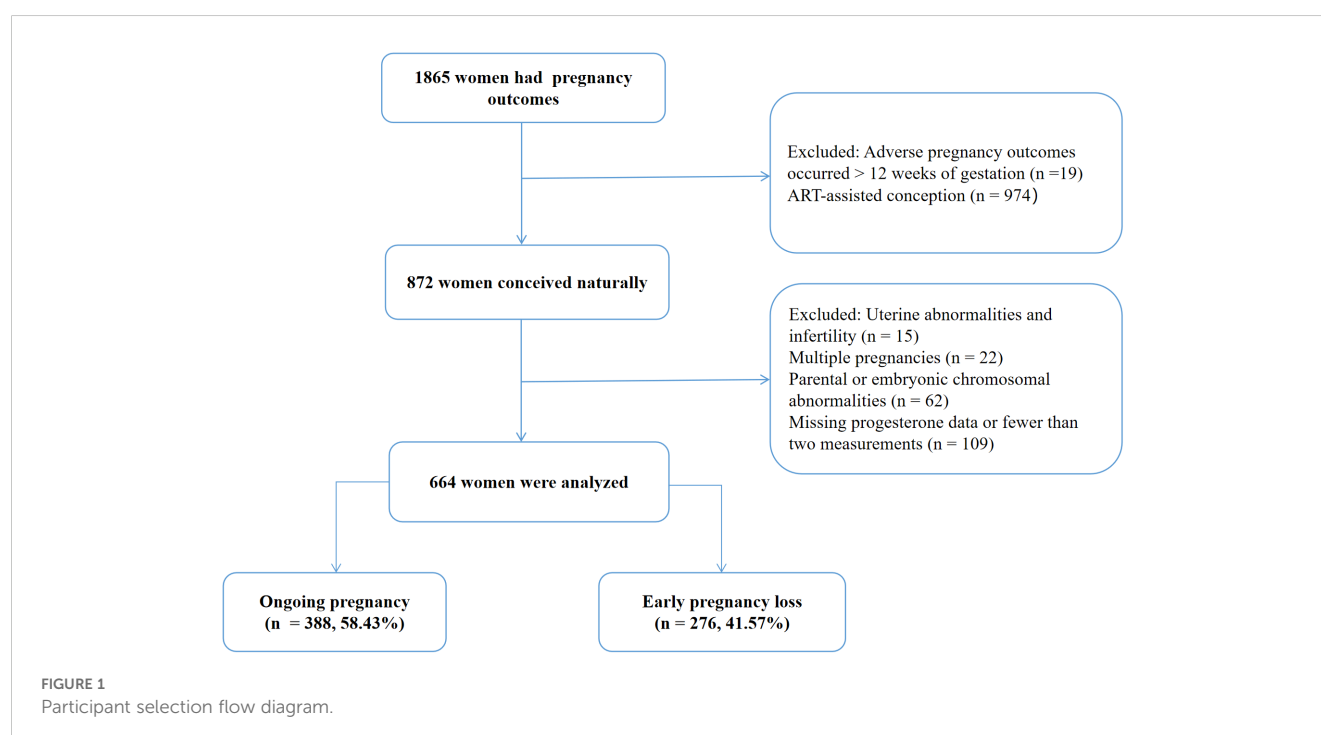 1865 women had pregnancy
outcomes
Excluded: Adverse pregnancy outcomes
occurred > 12 weeks of gestation (n =19)
ART-assisted conception (n = 974)
872 women conceived naturally
Excluded: Uterine abnormalities and
infertility (n = 15)
Multiple pregnancies (n = 22)
Parental or embryonic chromosomal
abnormalities (n = 62)
Missing progesterone data or fewer than
two measurements (n = 109)
664 women were analyzed
Ongoing pregnancy
(n = 388, 58.43%)
Early pregnancy loss
(n = 276, 41.57%)
FIGURE 1
Participant selection flow diagram.